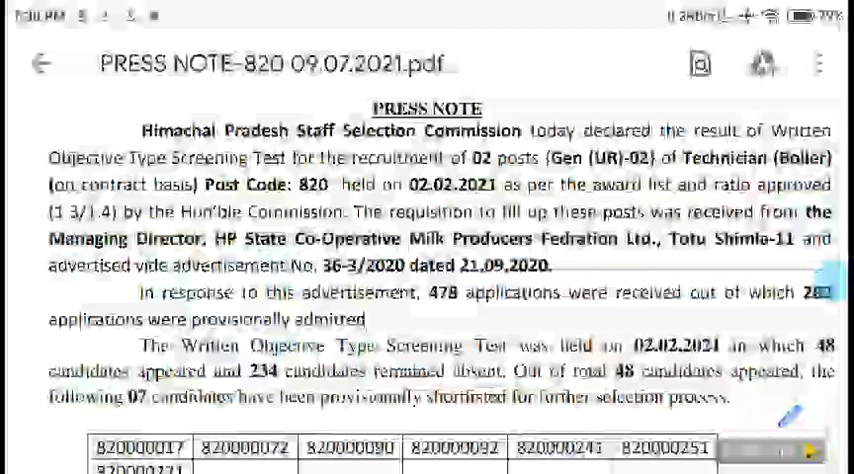 7:30 PM
79%
PRESS NOTE-820 09.07.2021.pdf
PRESS NOTE
Himachal Pradesh Staff Selection Commission today declared the result of Written
Objective Type Screening Test for the recruitment of 02 posts {Gen (UR)-02} of Technician (Boiler)
(on contract basis) Post Code: 820 held on 02.02.2021 as per the award list and ratio approved
(1:3/1:4) by the Hon'ble Commission. The requisition to fill up these posts was received from the
Managing Director, HP State Co-Operative Milk Producers Fedration Ltd., Totu Shimla-11 and
advertised vide advertisement No. 36-3/2020 dated 21.09.2020.
In response to this advertisement, 478 applications were received out of which 282
applications were provisionally admitted
The Written Objective Type Screening Test was held on 02.02.2021 in which 48
candidates appeared and 234 candidates remained absent. Out of total 48 candidates appeared, the
following 07 candidates have been provisionally shortlisted for further selection process.
820000017 820000072 820000090 820000092 820000241 820000251